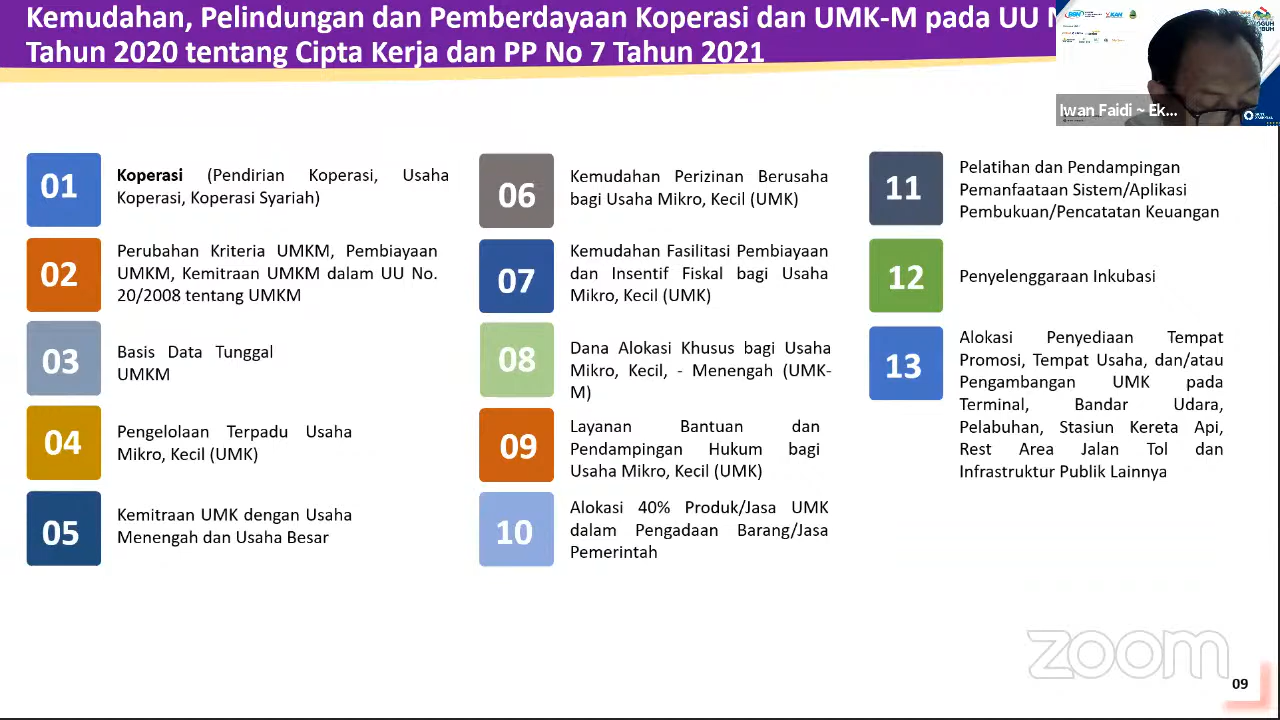 Kemudahan, Pelindungan dan Pemberdayaan Koperasi dan UMK-M pada UU
Tahun 2020 tentang Cipta Kerja dan PP No 7 Tahun 2021
Iwan Faidi ~ Ek...
01
Koperasi (Pendirian Koperasi, Usaha
Koperasi, Koperasi Syariah)
02
Perubahan Kriteria UMKM, Pembiayaan
UMKM, Kemitraan UMKM dalam UU No.
20/2008 tentang UMKM
03
Basis Data Tunggal
UMKM
04
Pengelolaan Terpadu Usaha
Mikro, Kecil (UMK)
05
Kemitraan UMK dengan Usaha
Menengah dan Usaha Besar
06
Kemudahan Perizinan Berusaha
bagi Usaha Mikro, Kecil (UMK)
07
Kemudahan Fasilitasi Pembiayaan
dan Insentif Fiskal bagi Usaha
Mikro, Kecil (UMK)
08
Dana Alokasi Khusus bagi Usaha
Mikro, Kecil, - Menengah (UMK-
M)
09
Layanan Bantuan dan
Pendampingan Hukum bagi
Usaha Mikro, Kecil (UMK)
10
Alokasi 40% Produk/Jasa UMK
dalam Pengadaan Barang/Jasa
Pemerintah
11
Pelatihan dan Pendampingan
Pemanfaataan Sistem/Aplikasi
Pembukuan/Pencatatan Keuangan
12
Penyelenggaraan Inkubasi
13
Alokasi Penyediaan Tempat
Promosi, Tempat Usaha, dan/atau
Pengambangan UMK pada
Terminal, Bandar Udara,
Pelabuhan, Stasiun Kereta Api,
Rest Area Jalan Tol dan
Infrastruktur Publik Lainnya
zoom
09